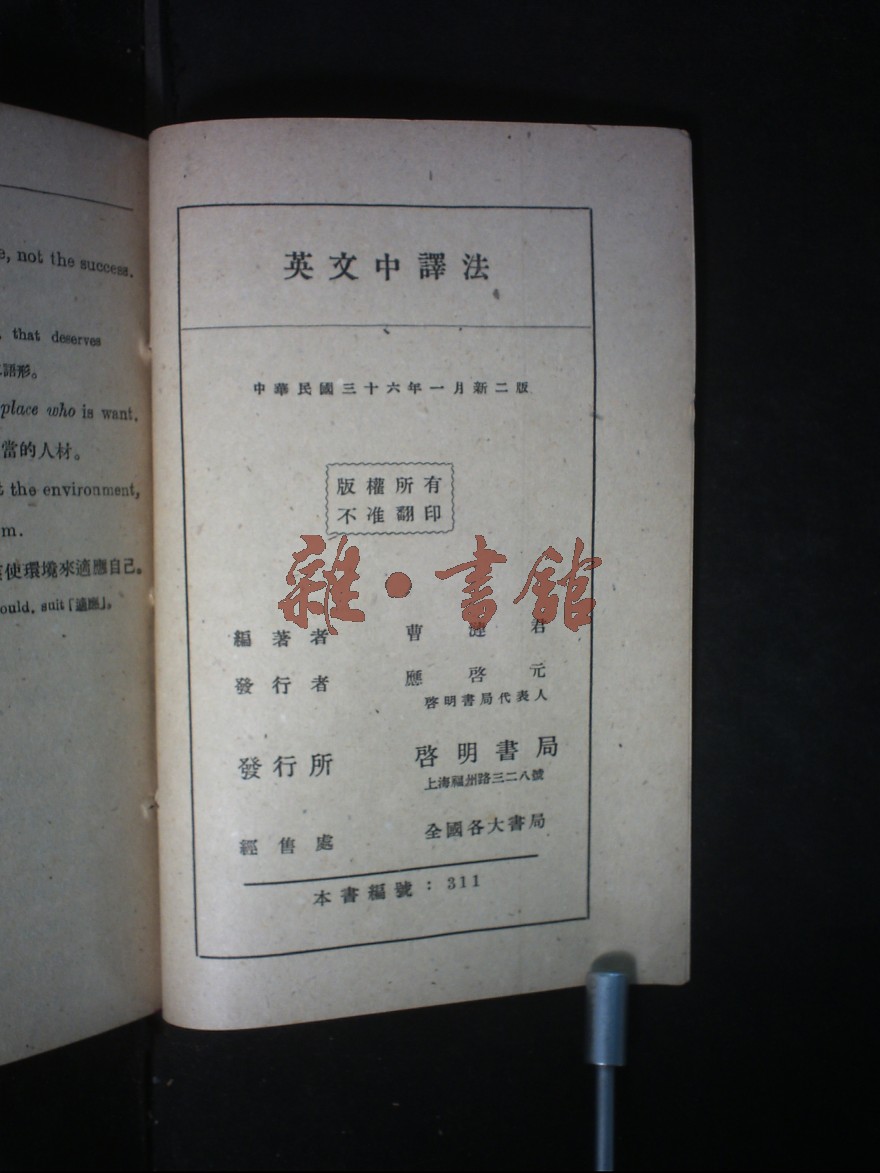 e, not the success.
that deserves
語形。
place who is want.
當的人材。
t the environment,
m.
使環境來適應自己。
ould, suit「適應」。
英文中譯法
中華民國三十六年一月新二版
版權所有
不准翻印
雜·書館
編著者 曹 君
發行者 應啓元
啓明書局代表人
發行所 啓明書局
上海福州路三二八號
經售處 全國各大書局
本書編號：311